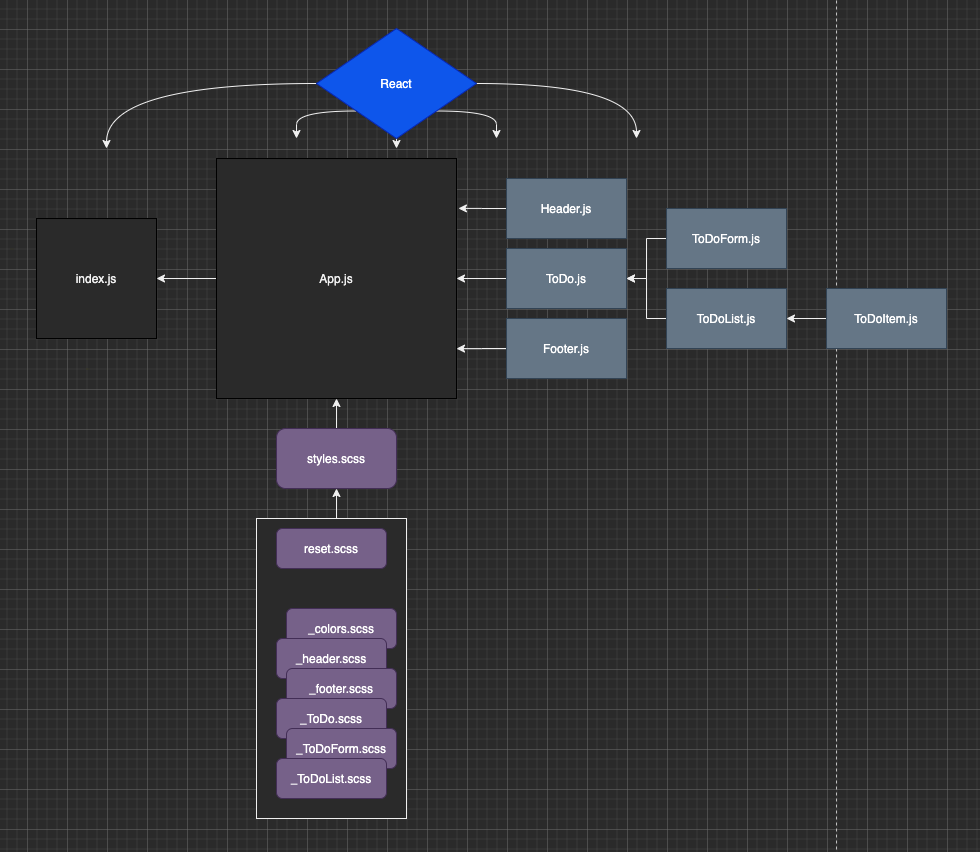 React
Header.js
ToDoForm.js
index.js
App.js
ToDo.js
ToDoList.js
ToDoItem.js
Footer.js
styles.scss
reset.scss
_colors.scss
_header.scss
_footer.scss
_ToDo.scss
_ToDoForm.scss
_ToDoList.scss